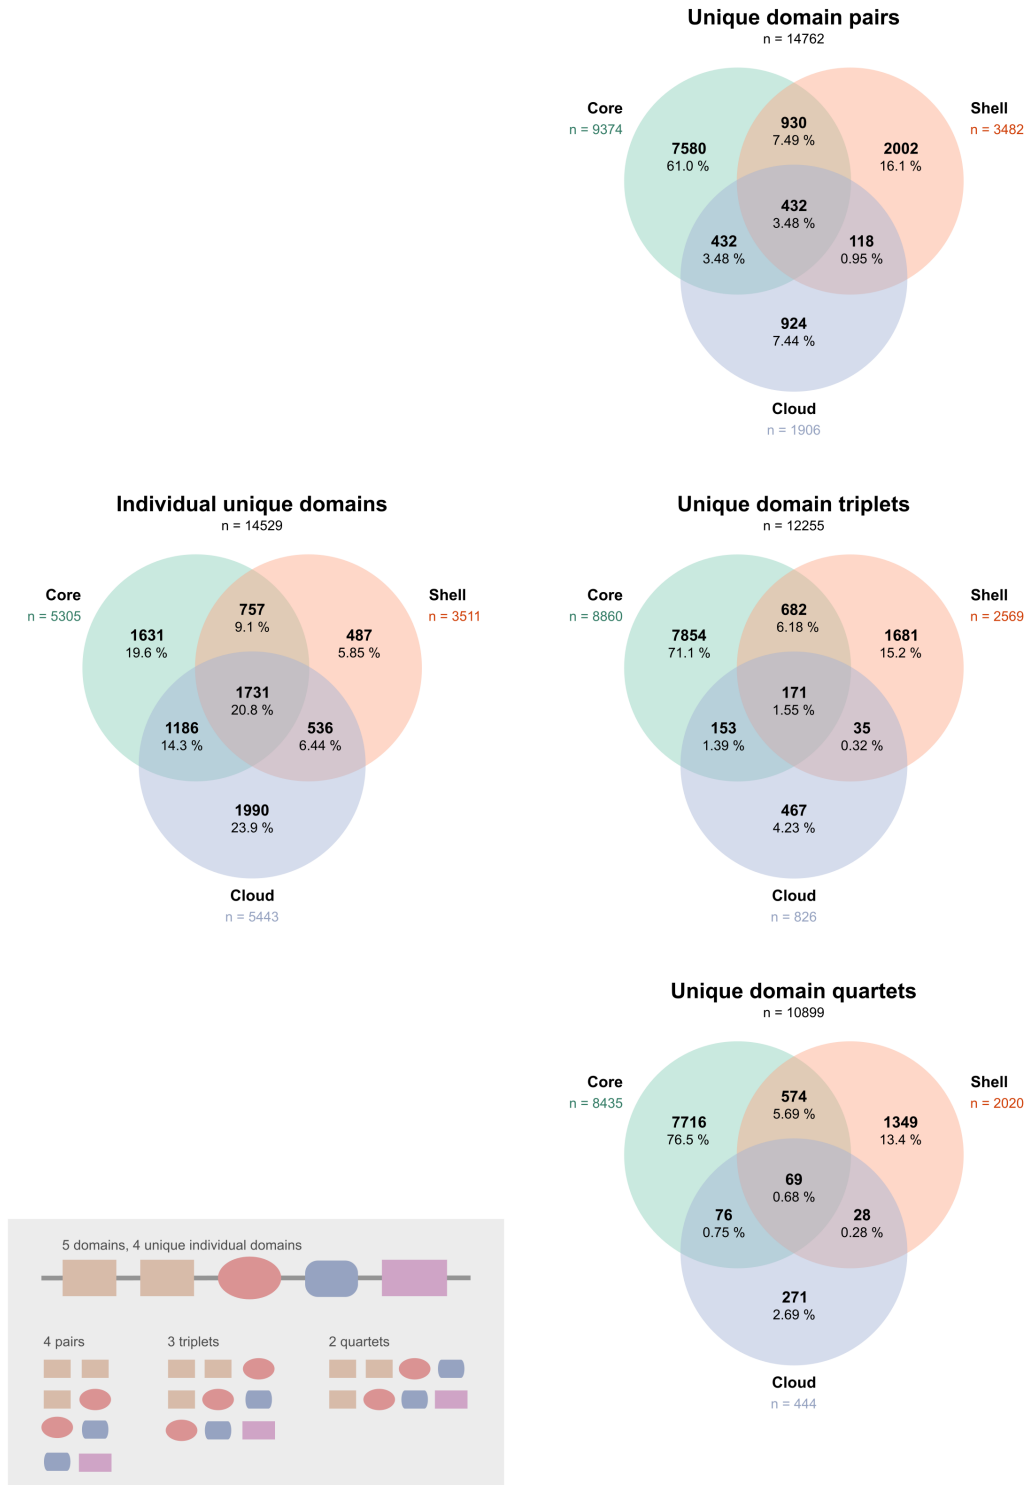 Unique domain pairs
n = 14762
Core
n = 9374
Shell
n = 3482
930
7.49 %
7580
61.0 %
2002
16.1 %
432
3.48 %
432
3.48 %
118
0.95 %
924
7.44 %
Cloud
n = 1906
Individual unique domains
n = 14529
Core
n = 5305
Shell
n = 3511
757
9.1 %
1631
19.6 %
487
5.85 %
1731
20.8 %
1186
14.3 %
536
6.44 %
1990
23.9 %
Cloud
n = 5443
Unique domain triplets
n = 12255
Core
n = 8860
Shell
n = 2569
682
6.18 %
7854
71.1 %
1681
15.2 %
171
1.55 %
153
1.39 %
35
0.32 %
467
4.23 %
Cloud
n = 826
Unique domain quartets
n = 10899
Core
n = 8435
Shell
n = 2020
574
5.69 %
7716
76.5 %
1349
13.4 %
69
0.68 %
76
0.75 %
28
0.28 %
271
2.69 %
Cloud
n = 444
5 domains, 4 unique individual domains
4 pairs
3 triplets
2 quartets